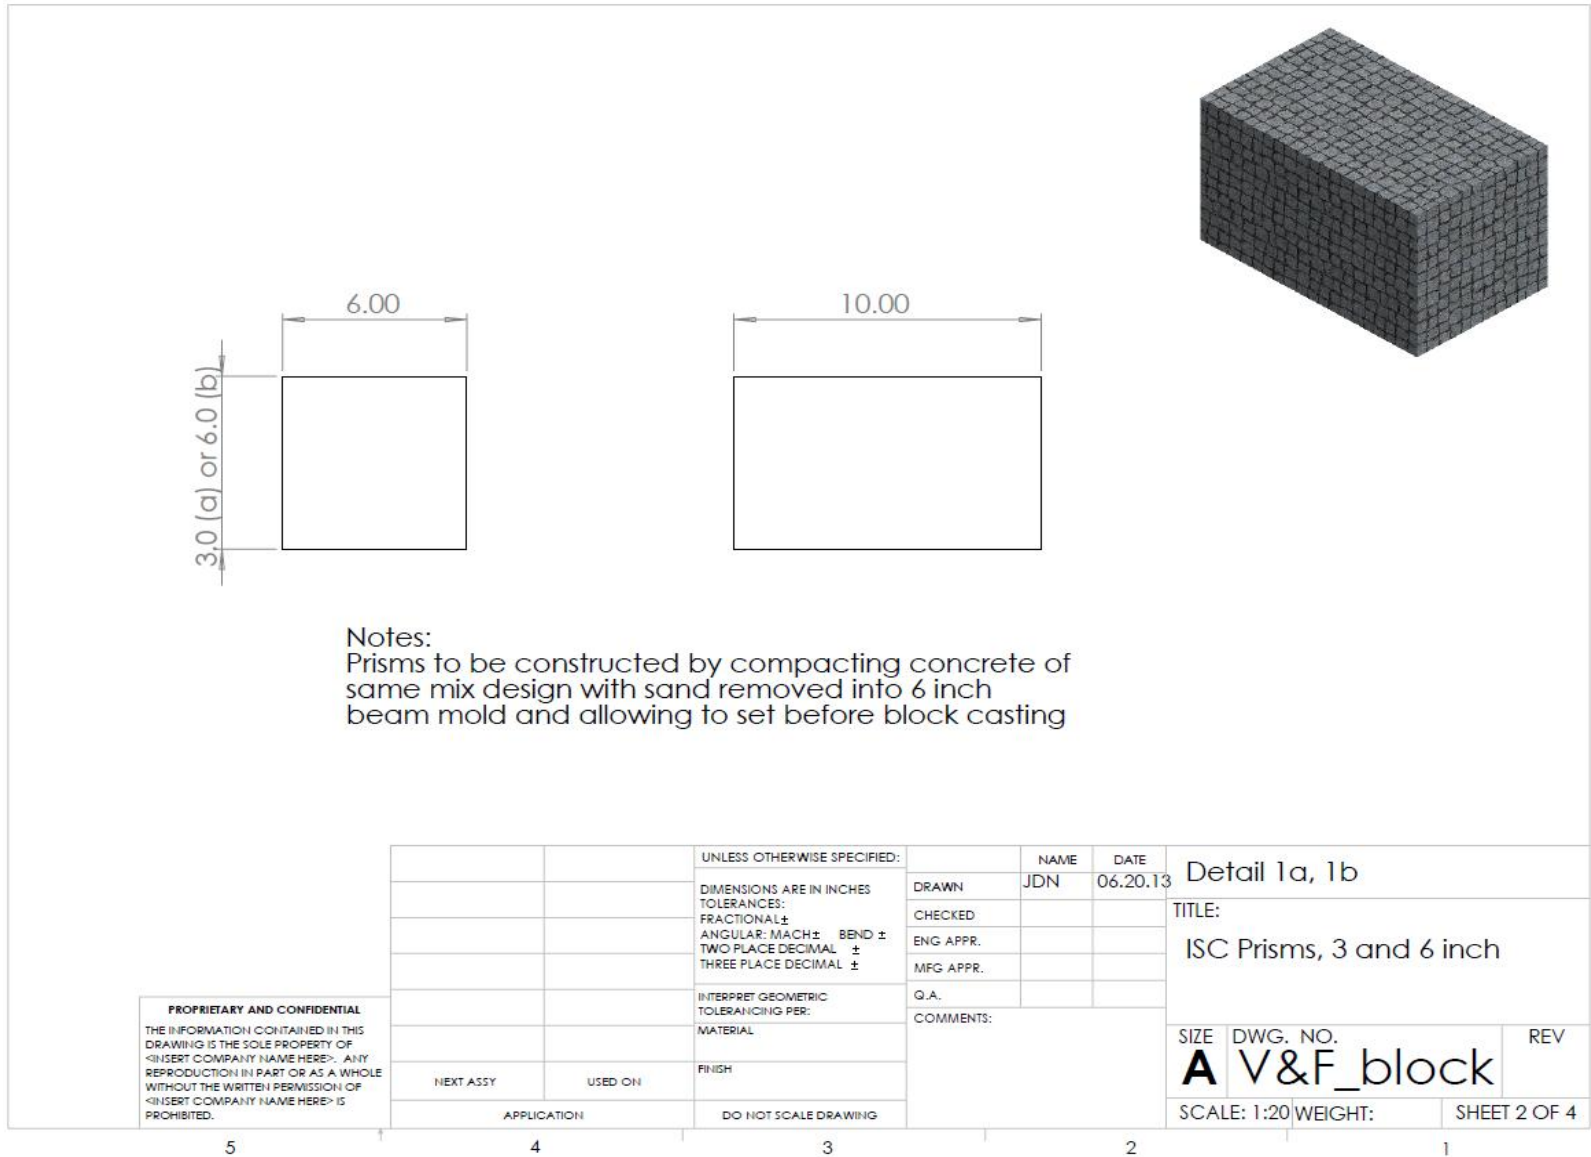 6.00
10.00
3.0 (a) or 6.0 (b)
Notes:
Prisms to be constructed by compacting concrete of
same mix design with sand removed into 6 inch
beam mold and allowing to set before block casting
PROPRIETARY AND CONFIDENTIAL
THE INFORMATION CONTAINED IN THIS
DRAWING IS THE SOLE PROPERTY OF
<INSERT COMPANY NAME HERE>. ANY
REPRODUCTION IN PART OR AS A WHOLE
WITHOUT THE WRITTEN PERMISSION OF
<INSERT COMPANY NAME HERE> IS
PROHIBITED.
NEXT ASSY
USED ON
APPLICATION
UNLESS OTHERWISE SPECIFIED:
DIMENSIONS ARE IN INCHES
TOLERANCES:
FRACTIONAL±
ANGULAR: MACH± BEND ±
TWO PLACE DECIMAL ±
THREE PLACE DECIMAL ±
INTERPRET GEOMETRIC
TOLERANCING PER:
MATERIAL
FINISH
DO NOT SCALE DRAWING
NAME
DATE
DRAWN
JDN
06.20.13
CHECKED
ENG APPR.
MFG APPR.
Q.A.
COMMENTS:
Detail 1a, 1b
TITLE:
ISC Prisms, 3 and 6 inch
SIZE
DWG. NO.
REV
A
V&F_block
SCALE: 1:20
WEIGHT:
SHEET 2 OF 4
5
4
3
2
1